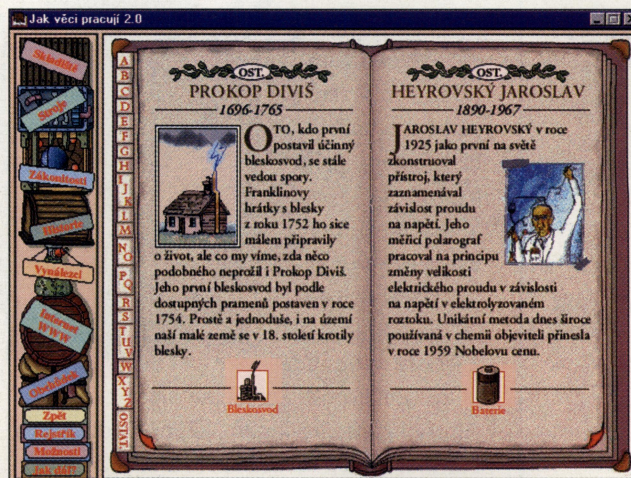 Jak věci pracují 2.0
Skladiště
Stroje
Zákonitosti
Historie
Vynálezci
Internet
WWW
Obchůdek
Zpět
Rejstřík
Možnosti
Jak dál?
A
B
C
D
E
F
G
H
I
J
K
L
M
N
O
P
Q
R
S
T
U
V
W
X
Y
Z
OSTAT.
OST.
PROKOP DIVIŠ
1696-1765
OTO, kdo první
postavil účinný
bleskosvod, se stále
vedou spory.
Franklinovy
hrátky s blesky
z roku 1752 ho sice
málem připravily
o život, ale co my víme, zda něco
podobného neprožil i Prokop Diviš.
Jeho první bleskosvod byl podle
dostupných pramenů postaven v roce
1754. Prostě a jednoduše, i na území
naší malé země se v 18. století krotily
blesky.
Bleskosvod
OST.
HEYROVSKÝ JAROSLAV
1890-1967
JAROSLAV HEYROVSKÝ v roce
1925 jako první na světě
zkonstruoval
přístroj, který
zaznamenával
závislost proudu
na napětí. Jeho
měřicí polarograf
pracoval na principu
změny velikosti
elektrického proudu v závislosti
na napětí v elektrolyzovaném
roztoku. Unikátní metoda dnes široce
používaná v chemii objeviteli přinesla
v roce 1959 Nobelovu cenu.
Baterie